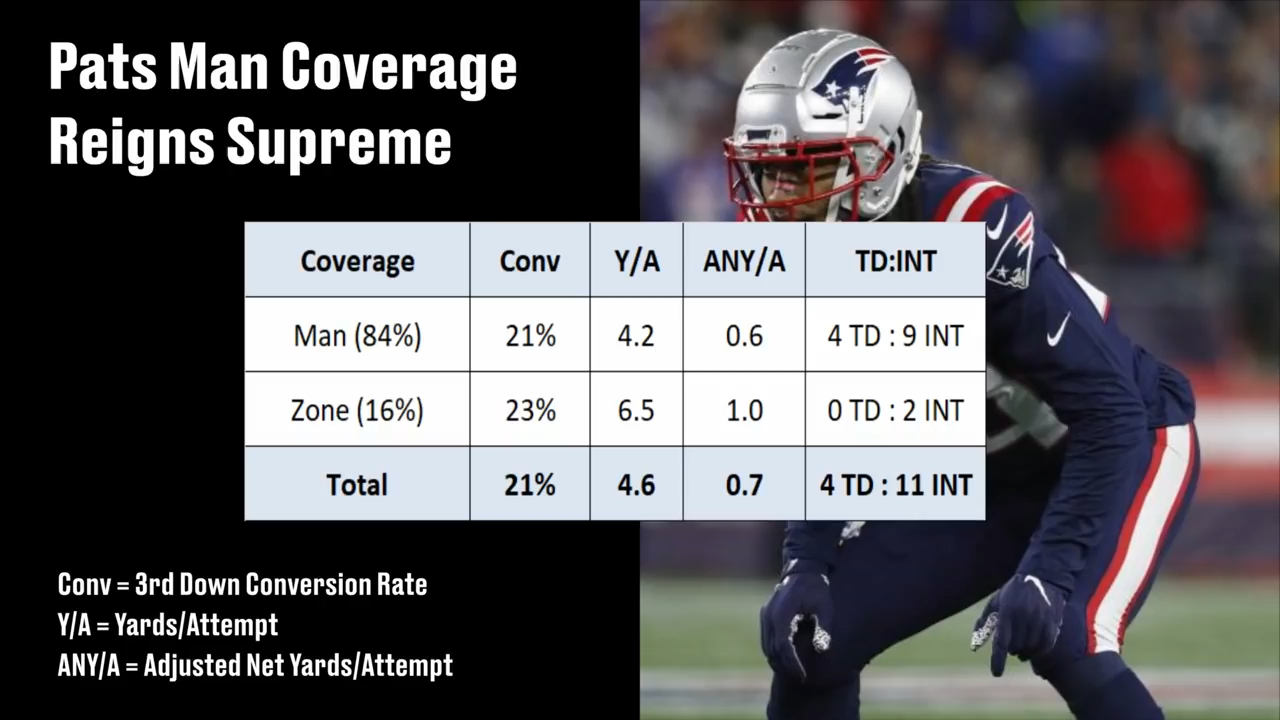 Pats Man Coverage
Reigns Supreme
Coverage Conv Y/A ANY/A TD:INT
Man (84%) 21% 4.2 0.6 4 TD : 9 INT
Zone (16%) 23% 6.5 1.0 0 TD : 2 INT
Total 21% 4.6 0.7 4 TD : 11 INT
Conv = 3rd Down Conversion Rate
Y/A = Yards/Attempt
ANY/A = Adjusted Net Yards/Attempt